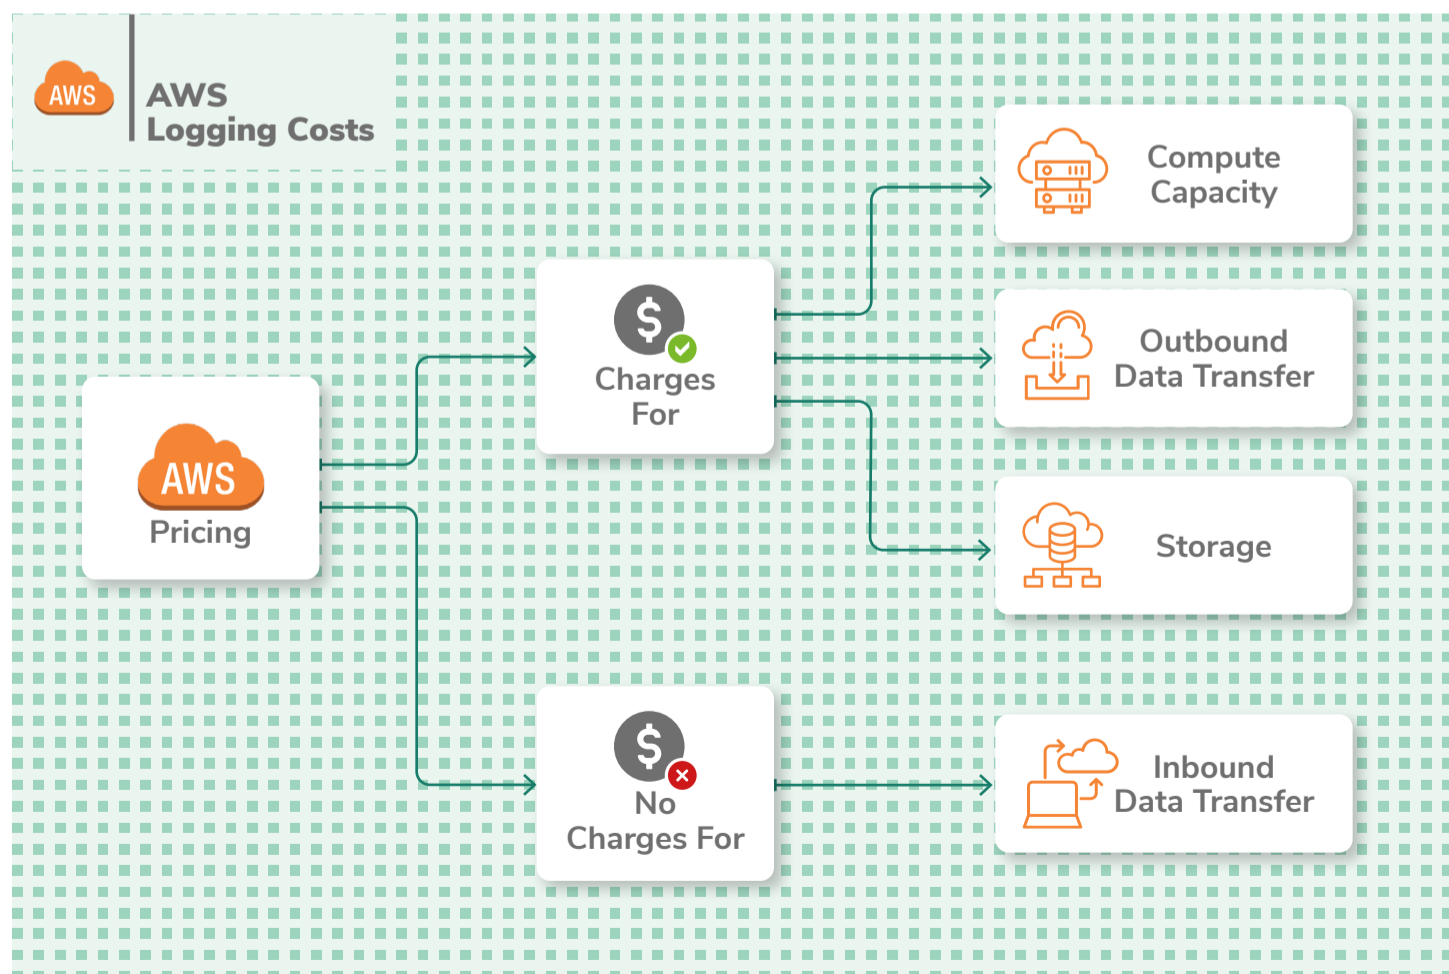 AWS
AWS
Logging Costs
Compute
Capacity
$
Charges
For
Outbound
Data Transfer
AWS
Pricing
Storage
$
No
Charges For
Inbound
Data Transfer